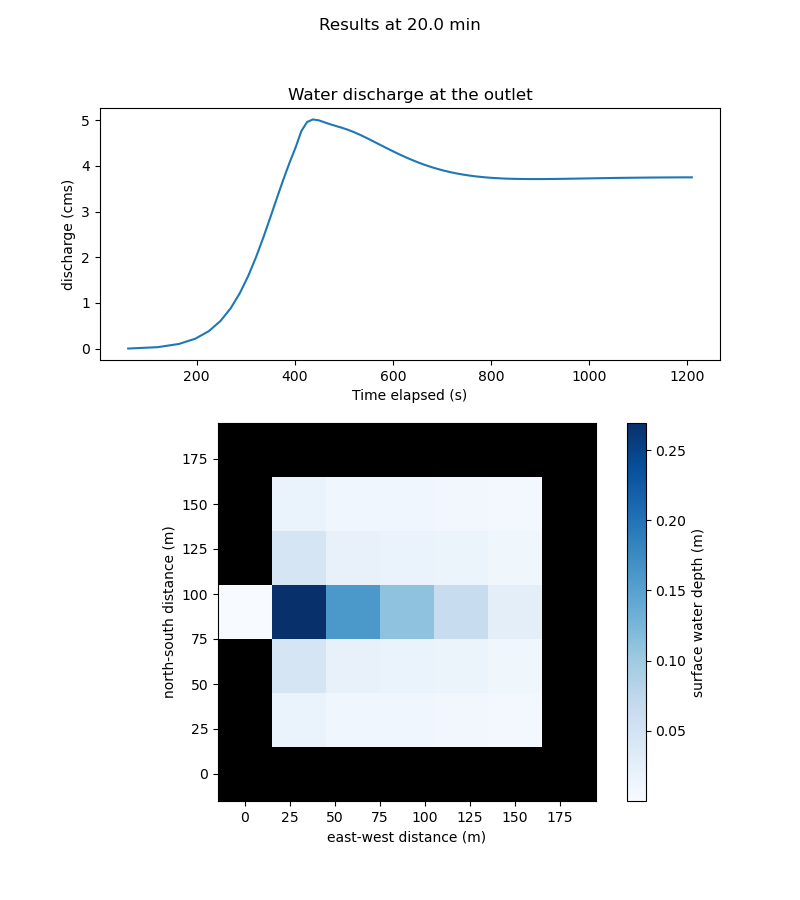 Results at 20.0 min
Water discharge at the outlet
5
4
3
2
1
0
discharge (cms)
200 400 600 800 1000 1200
Time elapsed (s)
175
150
125
100
75
50
25
0
north-south distance (m)
0 25 50 75 100 125 150 175
east-west distance (m)
0.25
0.20
0.15
0.10
0.05
surface water depth (m)